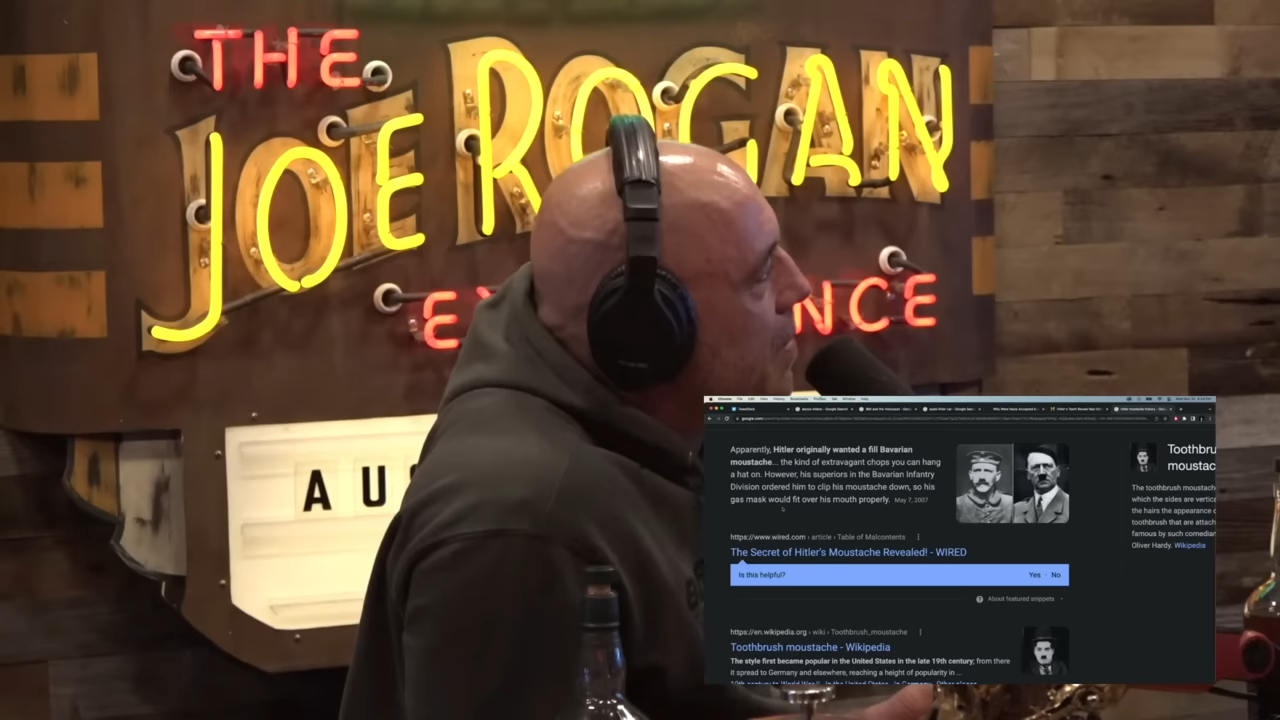 THE
JOE ROGAN
AU
Apparently, Hitler originally wanted a fill Bavarian
moustache... the kind of extravagant chops you can hang
a hat on. However, his superiors in the Bavarian Infantry
Division ordered him to clip his moustache down, so his
gas mask would fit over his mouth properly. May 7, 2007
https://www.wired.com › article › Table of Malcontents
The Secret of Hitler's Moustache Revealed! - WIRED
Is this helpful? Yes · No
About featured snippets
https://en.wikipedia.org › wiki › Toothbrush_moustache
Toothbrush moustache - Wikipedia
The style first became popular in the United States in the late 19th century; from there
it spread to Germany and elsewhere, reaching a height of popularity in ...
Toothb
moustac
The toothbrush moustache
which the sides are vertica
the hairs the appearance o
toothbrush that are attach
famous by such comedian
Oliver Hardy. Wikipedia